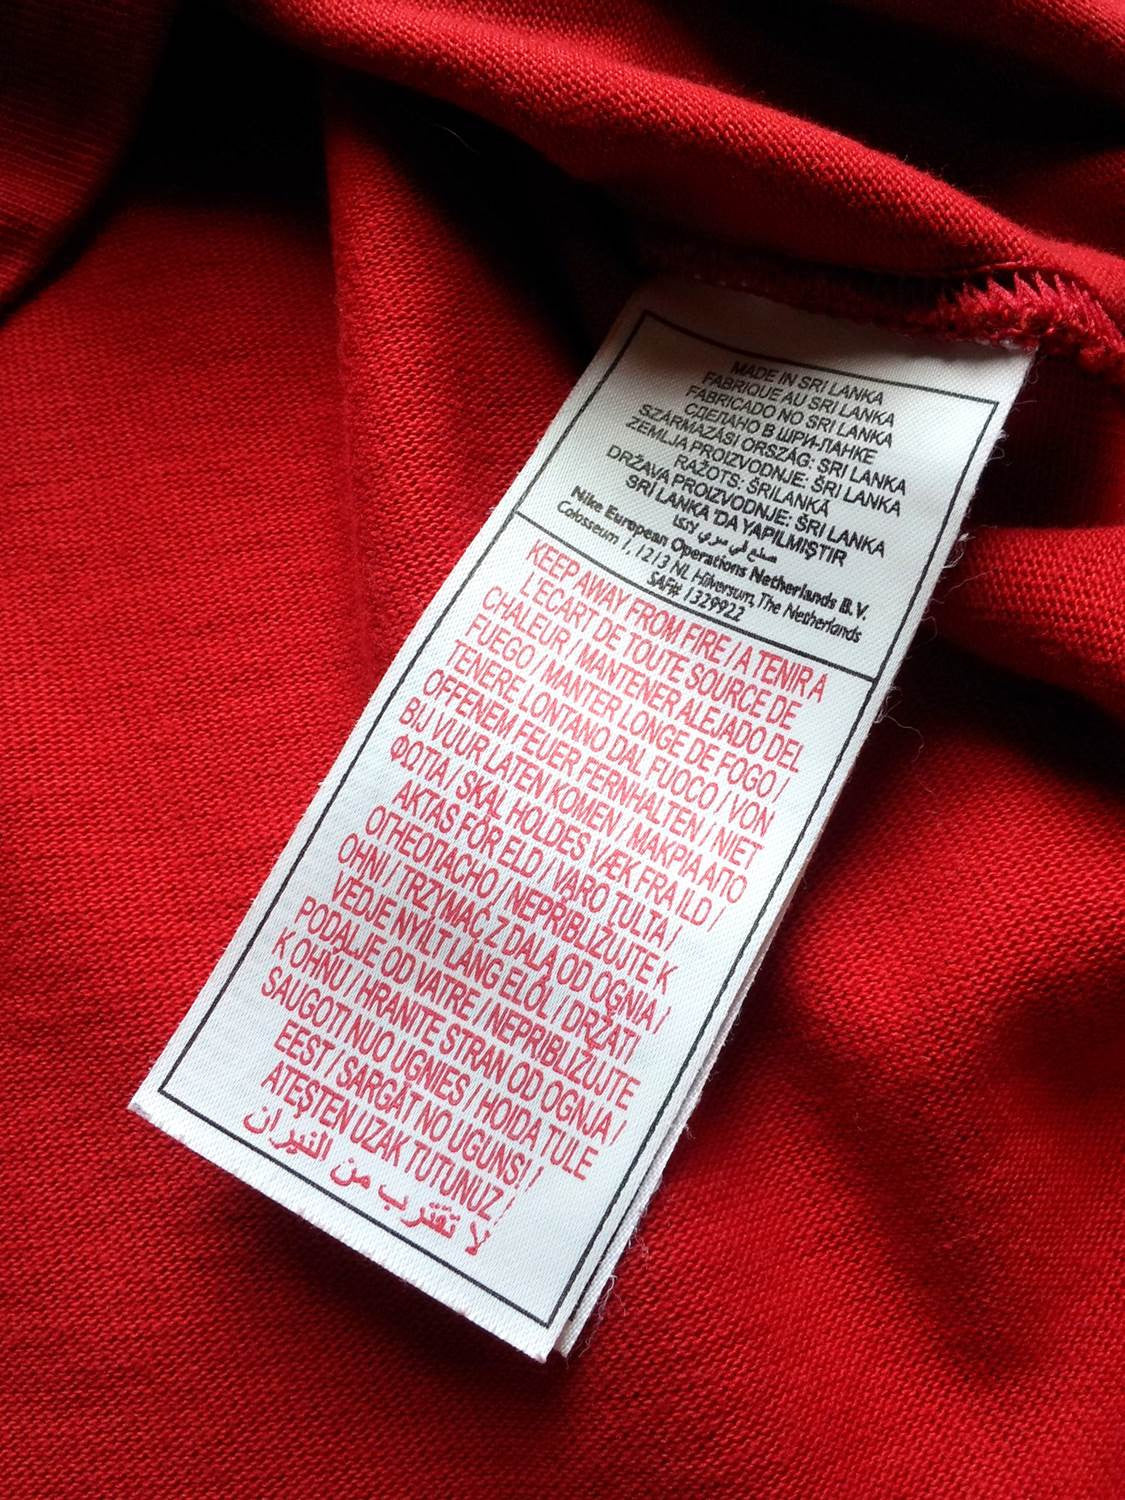 MADE IN SRI LANKA
FABRIQUE AU SRI LANKA
FABRICADO NO SRI LANKA
СДЕЛАНО В ШРИ-ЛАНКЕ
SZÁRMAZÁSI ORSZÁG: SRI LANKA
ZEMLJA PROIZVODNJE: ŠRI LANKA
RAŽOTS: ŠRILANKĀ
DRŽAVA PROIZVODNJE: ŠRI LANKA
SRİ LANKA 'DA YAPILMIŞTIR
صنع في سري لانكا
Nike European Operations Netherlands B.V.
Colosseum 1, 1213 NL Hilversum, The Netherlands
SAF# 1329922
KEEP AWAY FROM FIRE / A TENIR A
L'ECART DE TOUTE SOURCE DE
CHALEUR / MANTENER ALEJADO DEL
FUEGO / MANTER LONGE DE FOGO /
TENERE LONTANO DAL FUOCO / VON
OFFENEM FEUER FERNHALTEN / NIET
BIJ VUUR LATEN KOMEN / ΜΑΚΡΙΑ ΑΠΟ
ΦΩΤΙΑ / SKAL HOLDES VÆK FRA ILD /
AKTAS FÖR ELD / VARO TULTA /
ОГНЕОПАСНО / NEPŘIBLIŽUJTE K
OHNI / TRZYMAĆ Z DALA OD OGNIA /
VÉDJE NYÍLT LÁNG ELŐL / DRŽATI
PODALJE OD VATRE / NEPRIBLIŽUJTE
K OHŇU / HRANITE STRAN OD OGNJA /
SAUGOTI NUO UGNIES / HOIDA TULE
EEST / SARGĀT NO UGUNS! /
ATEŞTEN UZAK TUTUNUZ /
لا تقترب من النيران